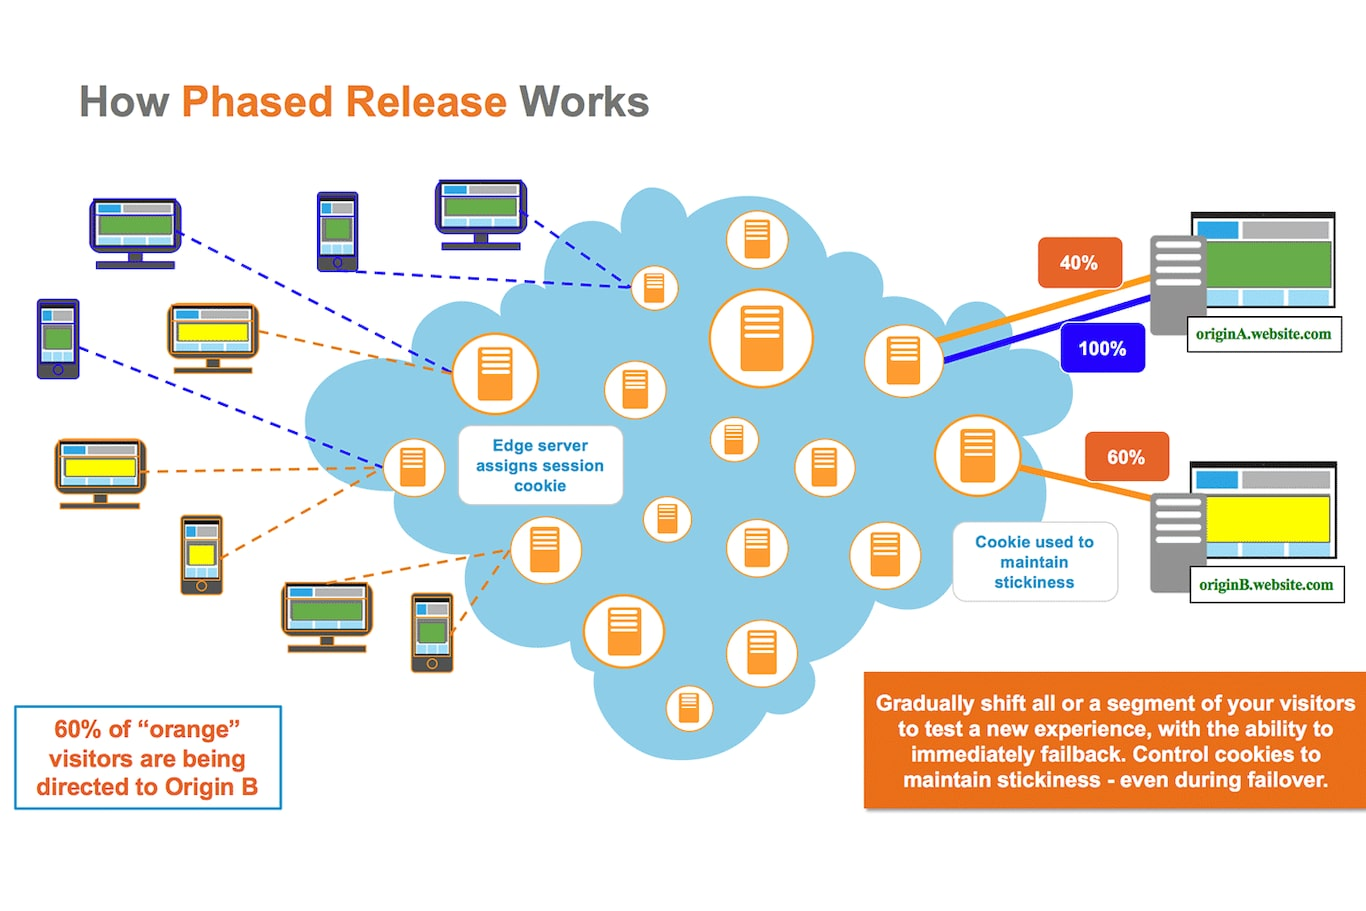 How Phased Release Works
40%
originA.website.com
100%
Edge server
assigns session
cookie
60%
Cookie used to
maintain
stickiness
originB.website.com
60% of “orange”
visitors are being
directed to Origin B
Gradually shift all or a segment of your visitors
to test a new experience, with the ability to
immediately failback. Control cookies to
maintain stickiness - even during failover.